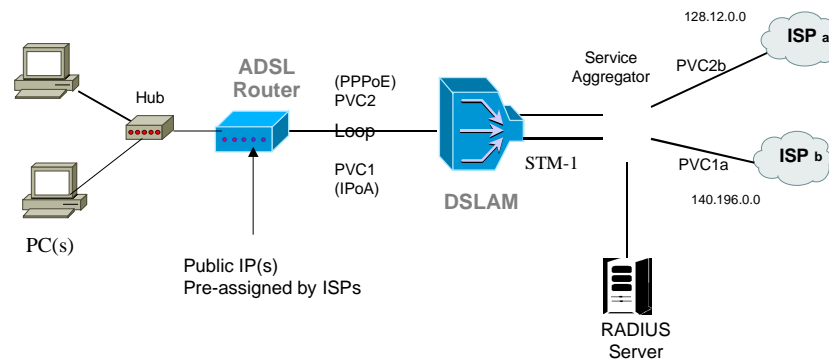 128.12.0.0
ISP a
Service
Aggregator
PVC2b
ADSL
Router
Hub
(PPPoE)
PVC2
Loop
PVC1
(IPoA)
STM-1
DSLAM
PVC1a
ISP b
140.196.0.0
PC(s)
Public IP(s)
Pre-assigned by ISPs
RADIUS
Server